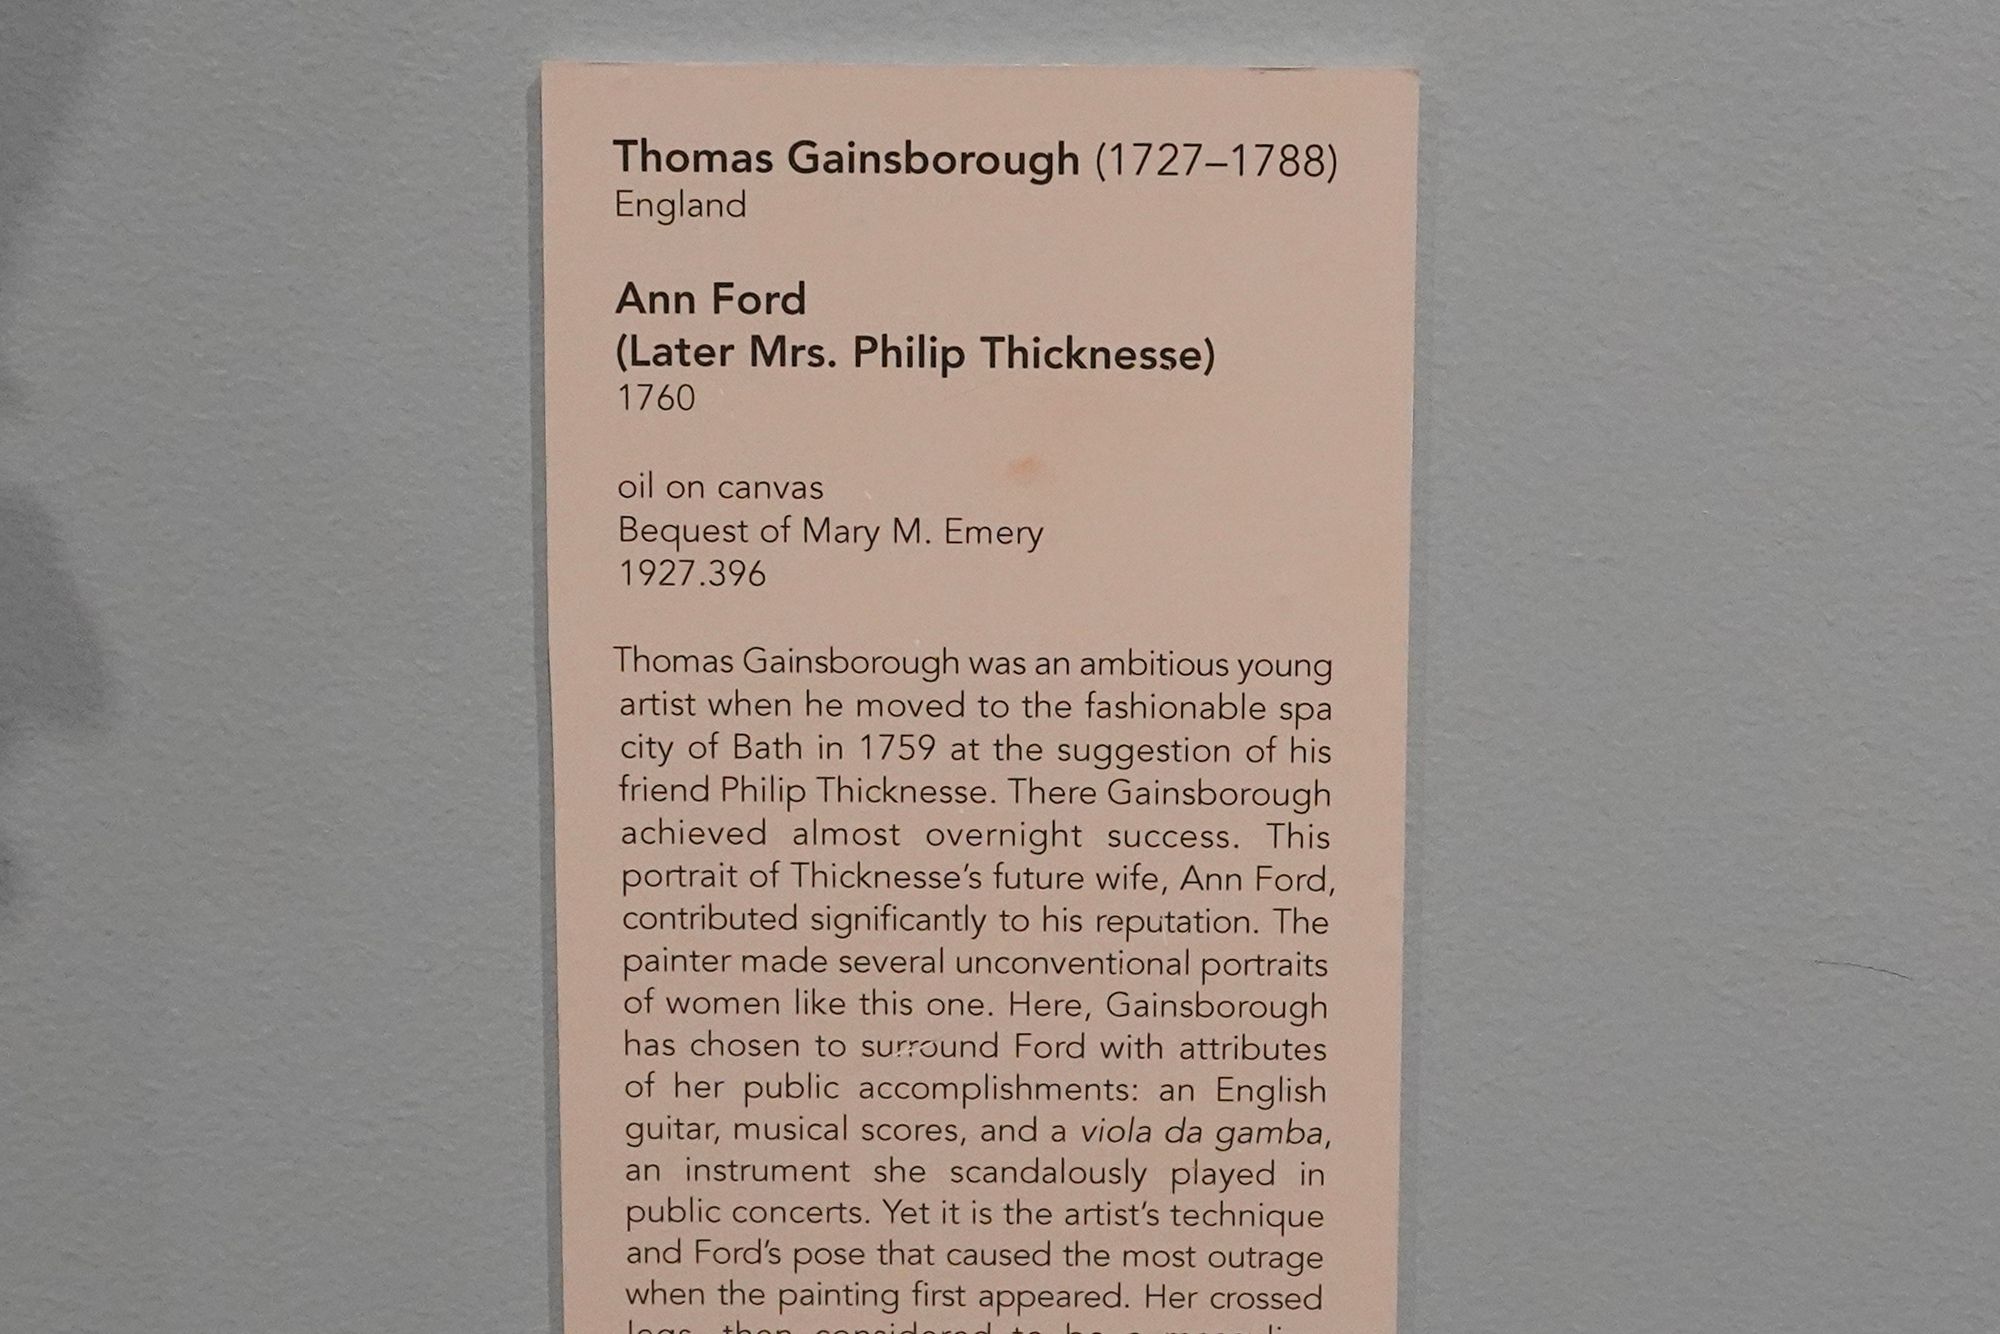 Thomas Gainsborough (1727–1788)
England
Ann Ford
(Later Mrs. Philip Thicknesse)
1760
oil on canvas
Bequest of Mary M. Emery
1927.396
Thomas Gainsborough was an ambitious young
artist when he moved to the fashionable spa
city of Bath in 1759 at the suggestion of his
friend Philip Thicknesse. There Gainsborough
achieved almost overnight success. This
portrait of Thicknesse’s future wife, Ann Ford,
contributed significantly to his reputation. The
painter made several unconventional portraits
of women like this one. Here, Gainsborough
has chosen to surround Ford with attributes
of her public accomplishments: an English
guitar, musical scores, and a viola da gamba,
an instrument she scandalously played in
public concerts. Yet it is the artist’s technique
and Ford’s pose that caused the most outrage
when the painting first appeared. Her crossed
legs, then considered to be a